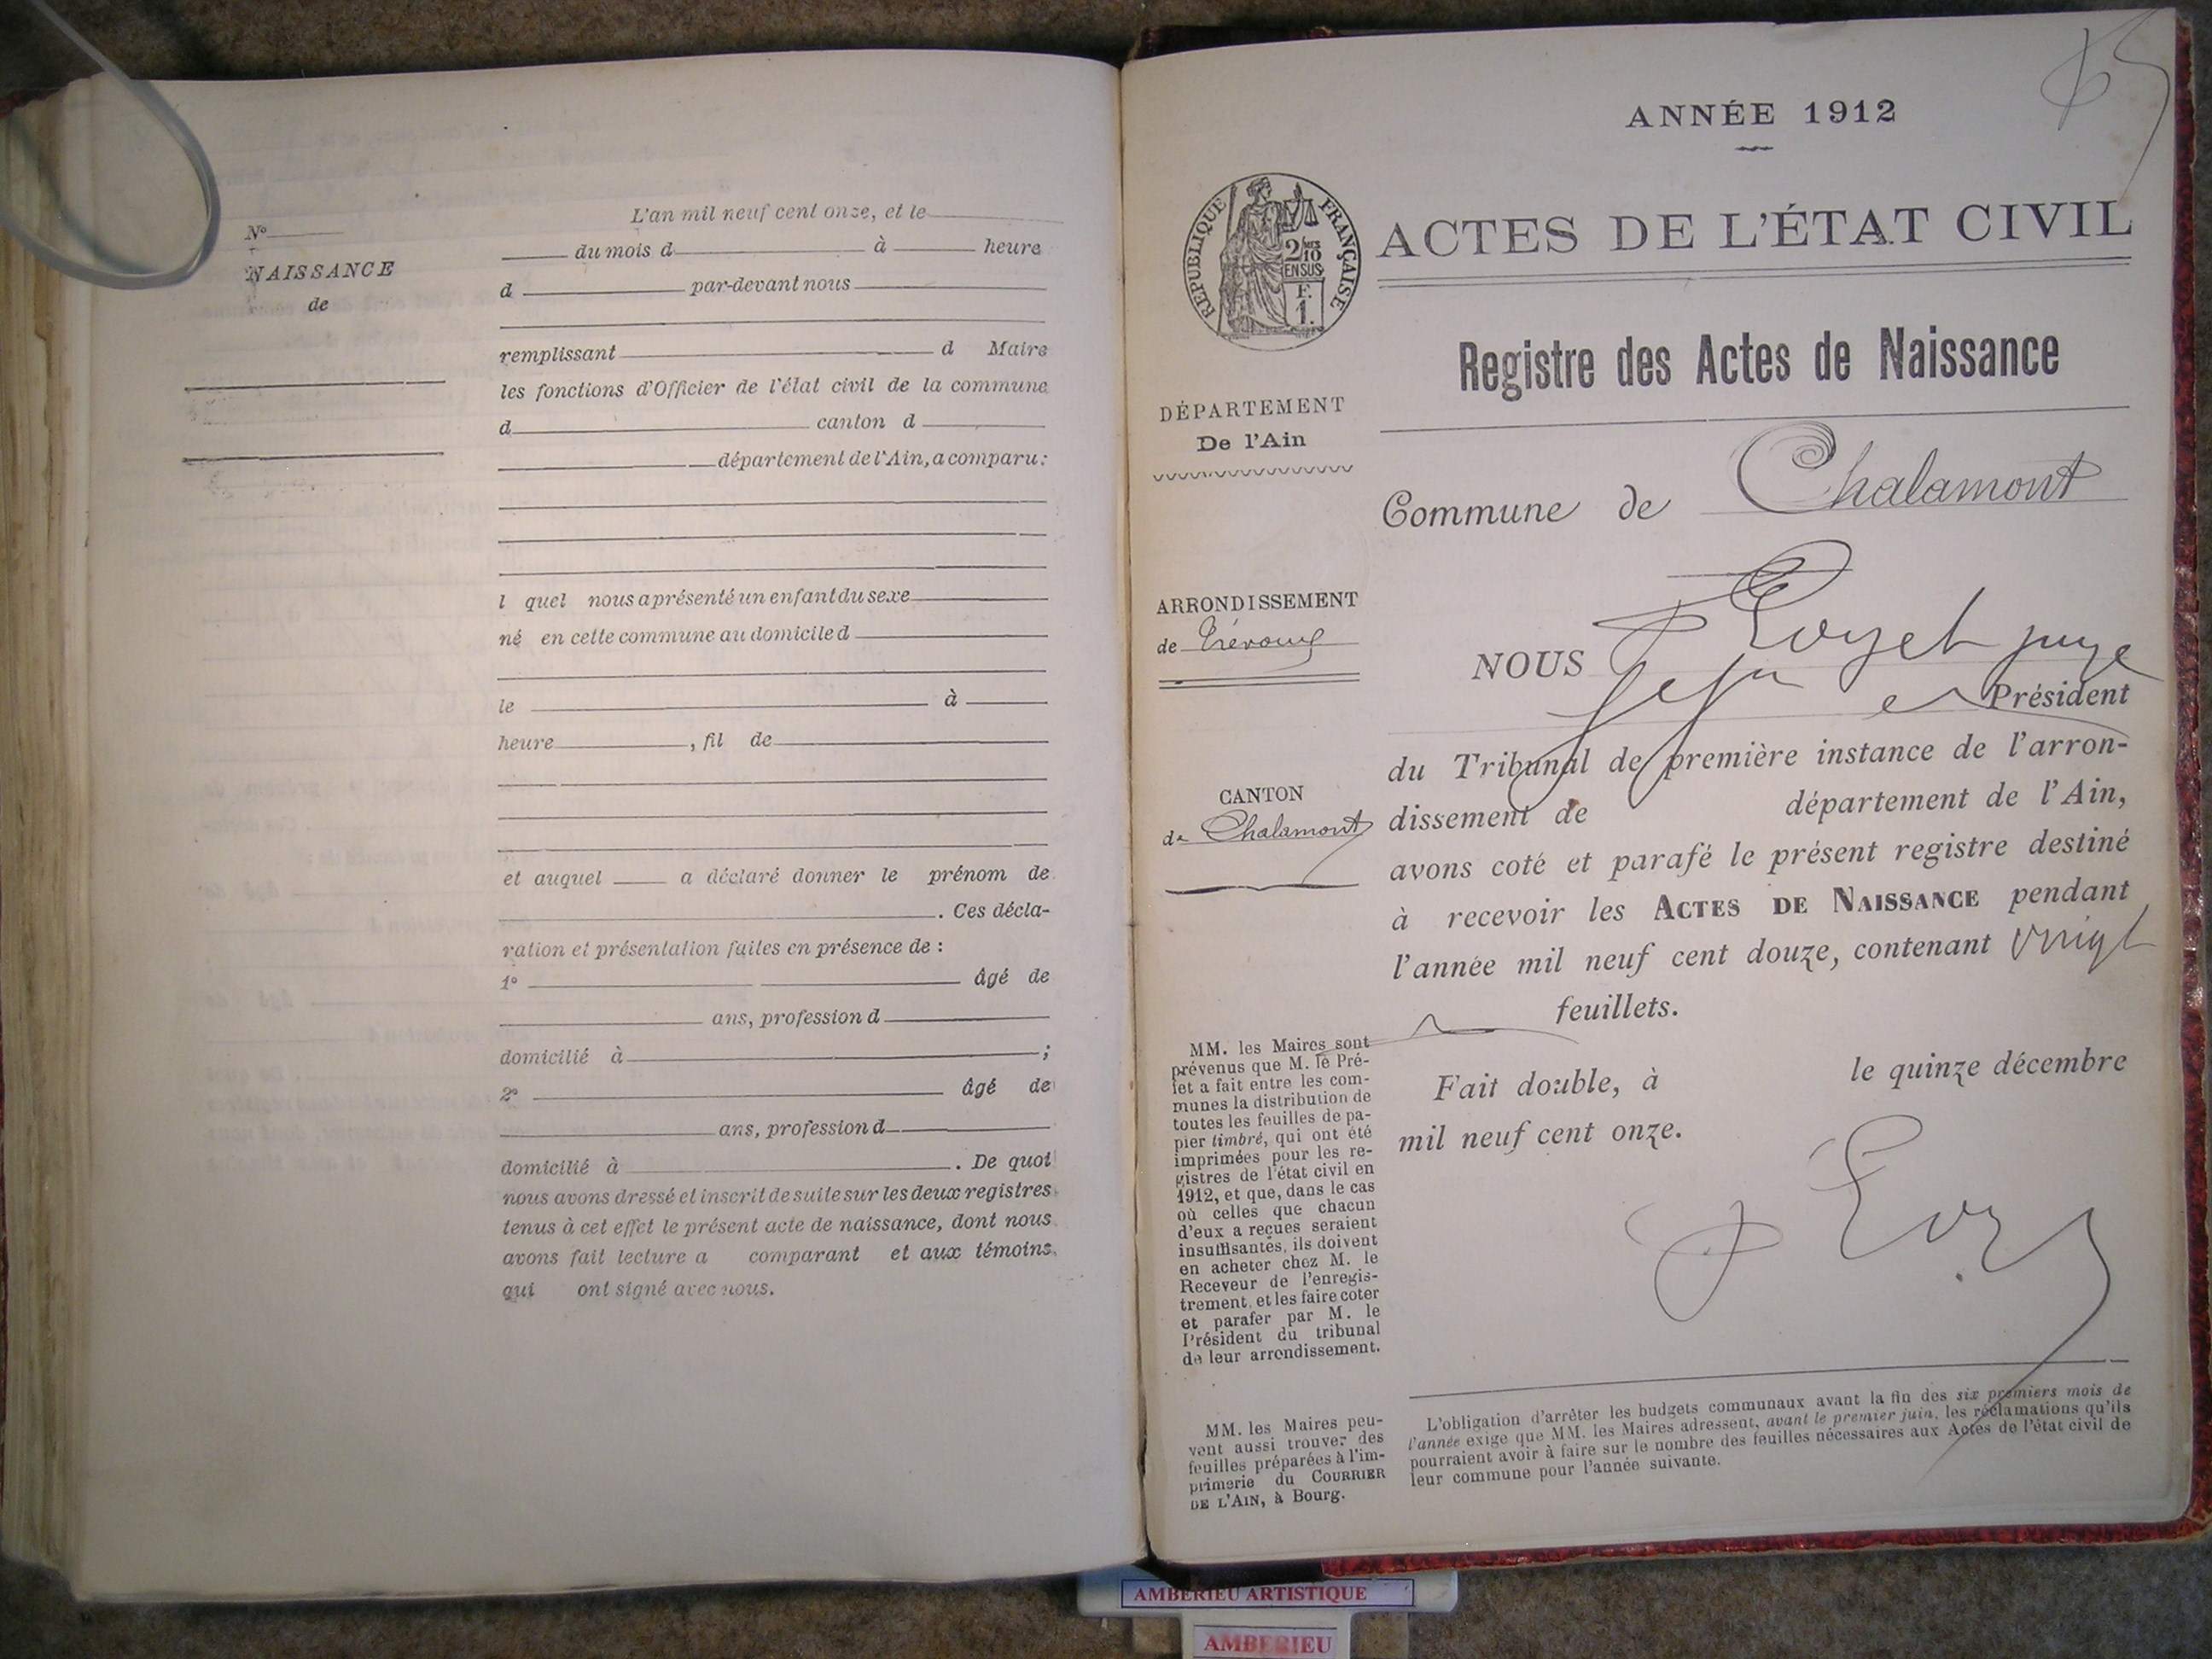 N°
NAISSANCE
de
L'an mil neuf cent onze, et le
du mois d à heure
d par-devant nous
remplissant d Maire
les fonctions d'Officier de l'état civil de la commune
d canton d
département de l'Ain, a comparu :
l quel nous a présenté un enfant du sexe
né en cette commune au domicile d
le à
heure , fil de
et auquel a déclaré donner le prénom de
. Ces décla-
ration et présentation faites en présence de :
1° âgé de
ans, profession d
domicilié à ;
2° âgé de
ans, profession d
domicilié à . De quoi
nous avons dressé et inscrit de suite sur les deux registres
tenus à cet effet le présent acte de naissance, dont nous
avons fait lecture a comparant et aux témoins
qui ont signé avec nous.
ANNÉE 1912
RÉPUBLIQUE FRANÇAISE
2/10
EN SUS
F.
1.
ACTES DE L'ÉTAT CIVIL
Registre des Actes de Naissance
DÉPARTEMENT
De l'Ain
Commune de Chalamont
ARRONDISSEMENT
de Trévoux
CANTON
de Chalamont
NOUS juge
Président
du Tribunal de première instance de l'arron-
dissement de département de l'Ain,
avons coté et parafé le présent registre destiné
à recevoir les ACTES DE NAISSANCE pendant
l'année mil neuf cent douze, contenant vingt
feuillets.
Fait double, à le quinze décembre
mil neuf cent onze.
MM. les Maires sont
prévenus que M. le Pré-
fet a fait entre les com-
munes la distribution de
toutes les feuilles de pa-
pier timbré, qui ont été
imprimées pour les re-
gistres de l'état civil en
1912, et que, dans le cas
où celles que chacun
d'eux a reçues seraient
insuffisantes, ils doivent
en acheter chez M. le
Receveur de l'enregis-
trement, et les faire coter
et parafer par M. le
Président du tribunal
de leur arrondissement.
MM. les Maires peu-
vent aussi trouver des
feuilles préparées à l'im-
primerie du COURRIER
DE L'AIN, à Bourg.
L'obligation d'arrêter les budgets communaux avant la fin des six premiers mois de
l'année exige que MM. les Maires adressent, avant le premier juin, les réclamations qu'ils
pourraient avoir à faire sur le nombre des feuilles nécessaires aux Actes de l'état civil de
leur commune pour l'année suivante.
AMBERIEU ARTISTIQUE
AMBERIEU